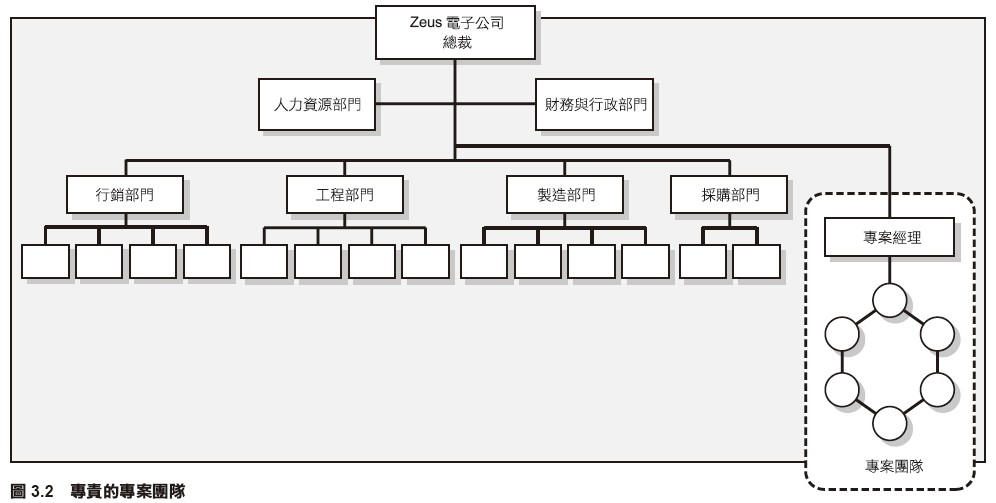 Zeus 電子公司
總裁
人力資源部門
財務與行政部門
行銷部門
工程部門
製造部門
採購部門
專案經理
專案團隊
圖 3.2 專責的專案團隊